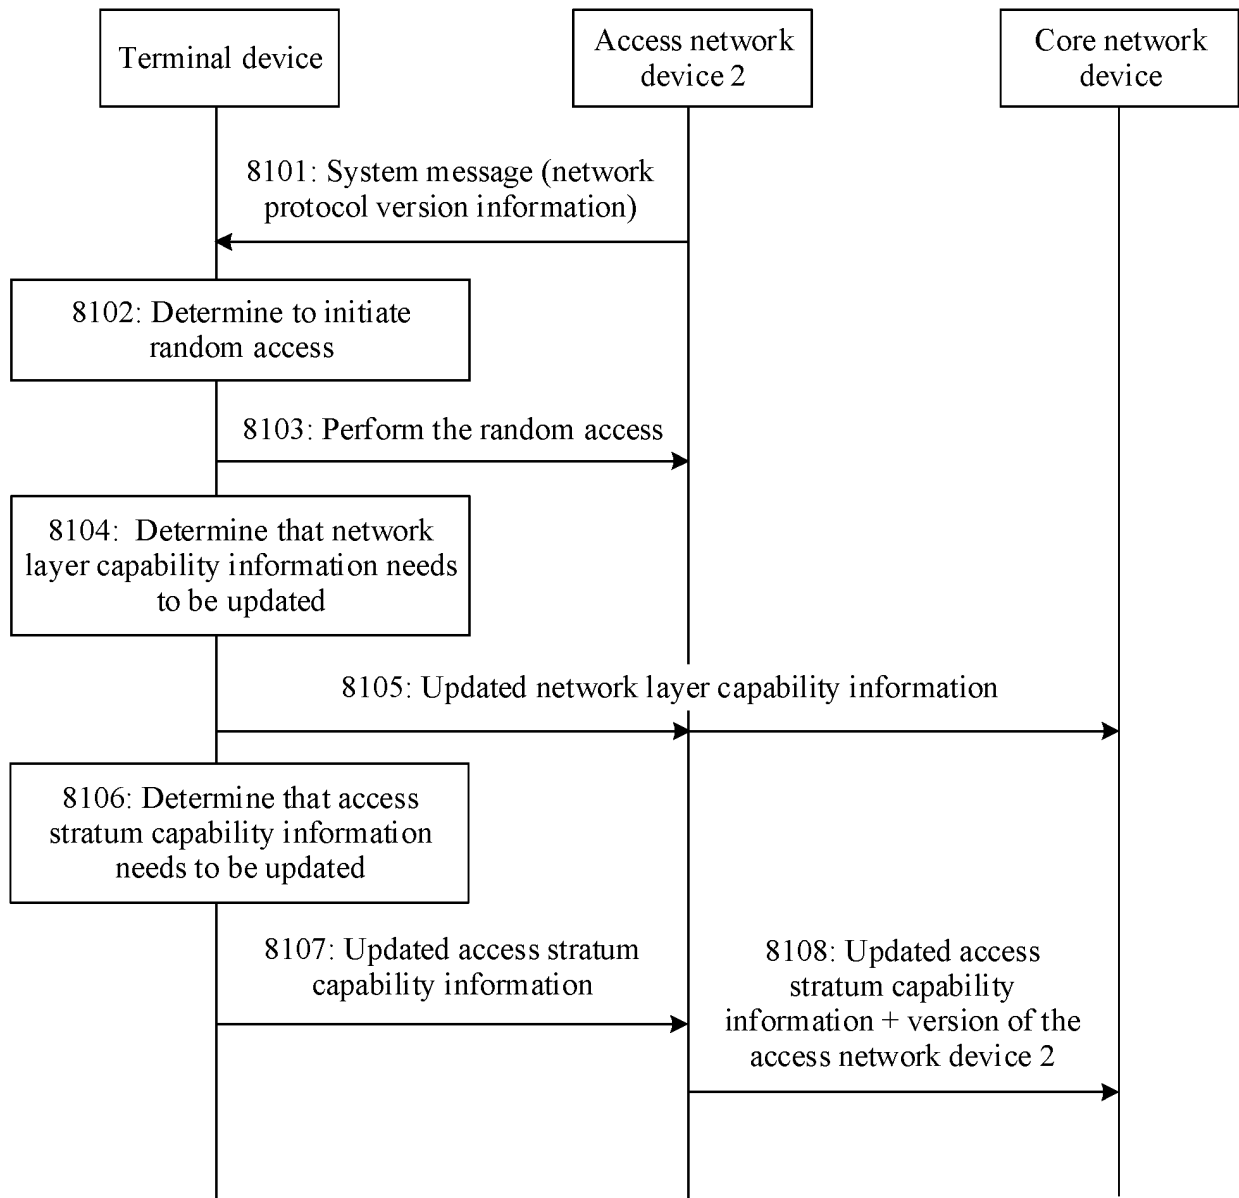 Terminal device
Access network
device 2
Core network
device
8101: System message (network
protocol version information)
8102: Determine to initiate
random access
8103: Perform the random access
8104:  Determine that network
layer capability information needs
to be updated
8105: Updated network layer capability information
8106: Determine that access
stratum capability information
needs to be updated
8107: Updated access stratum
capability information
8108: Updated access
stratum capability
information + version of the
access network device 2